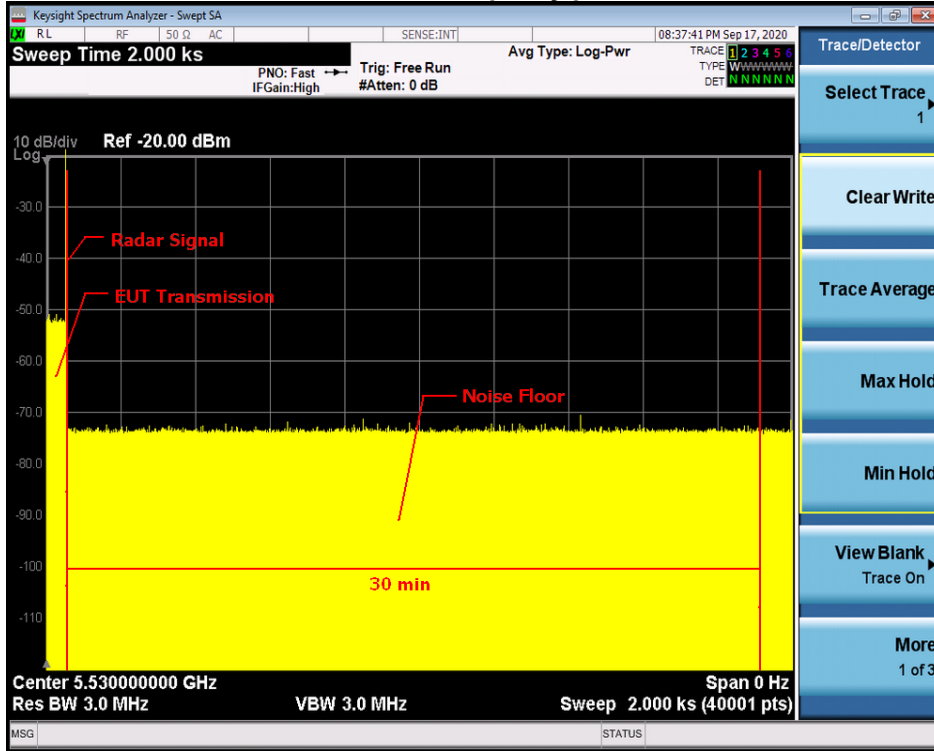 Keysight Spectrum Analyzer - Swept SA
LXI RL RF 50 Ω AC SENSE:INT 08:37:41 PM Sep 17, 2020
Sweep Time 2.000 ks
PNO: Fast
IFGain:High
Trig: Free Run
#Atten: 0 dB
Avg Type: Log-Pwr
TRACE 1 2 3 4 5 6
TYPE WWWWWW
DET N N N N N N
10 dB/div Ref -20.00 dBm
Log
-30.0
Radar Signal
-40.0
EUT Transmission
-50.0
-60.0
Noise Floor
-70.0
-80.0
-90.0
-100
30 min
-110
Center 5.530000000 GHz Span 0 Hz
Res BW 3.0 MHz VBW 3.0 MHz Sweep 2.000 ks (40001 pts)
MSG STATUS
Trace/Detector
Select Trace
1
Clear Write
Trace Average
Max Hold
Min Hold
View Blank
Trace On
More
1 of 3